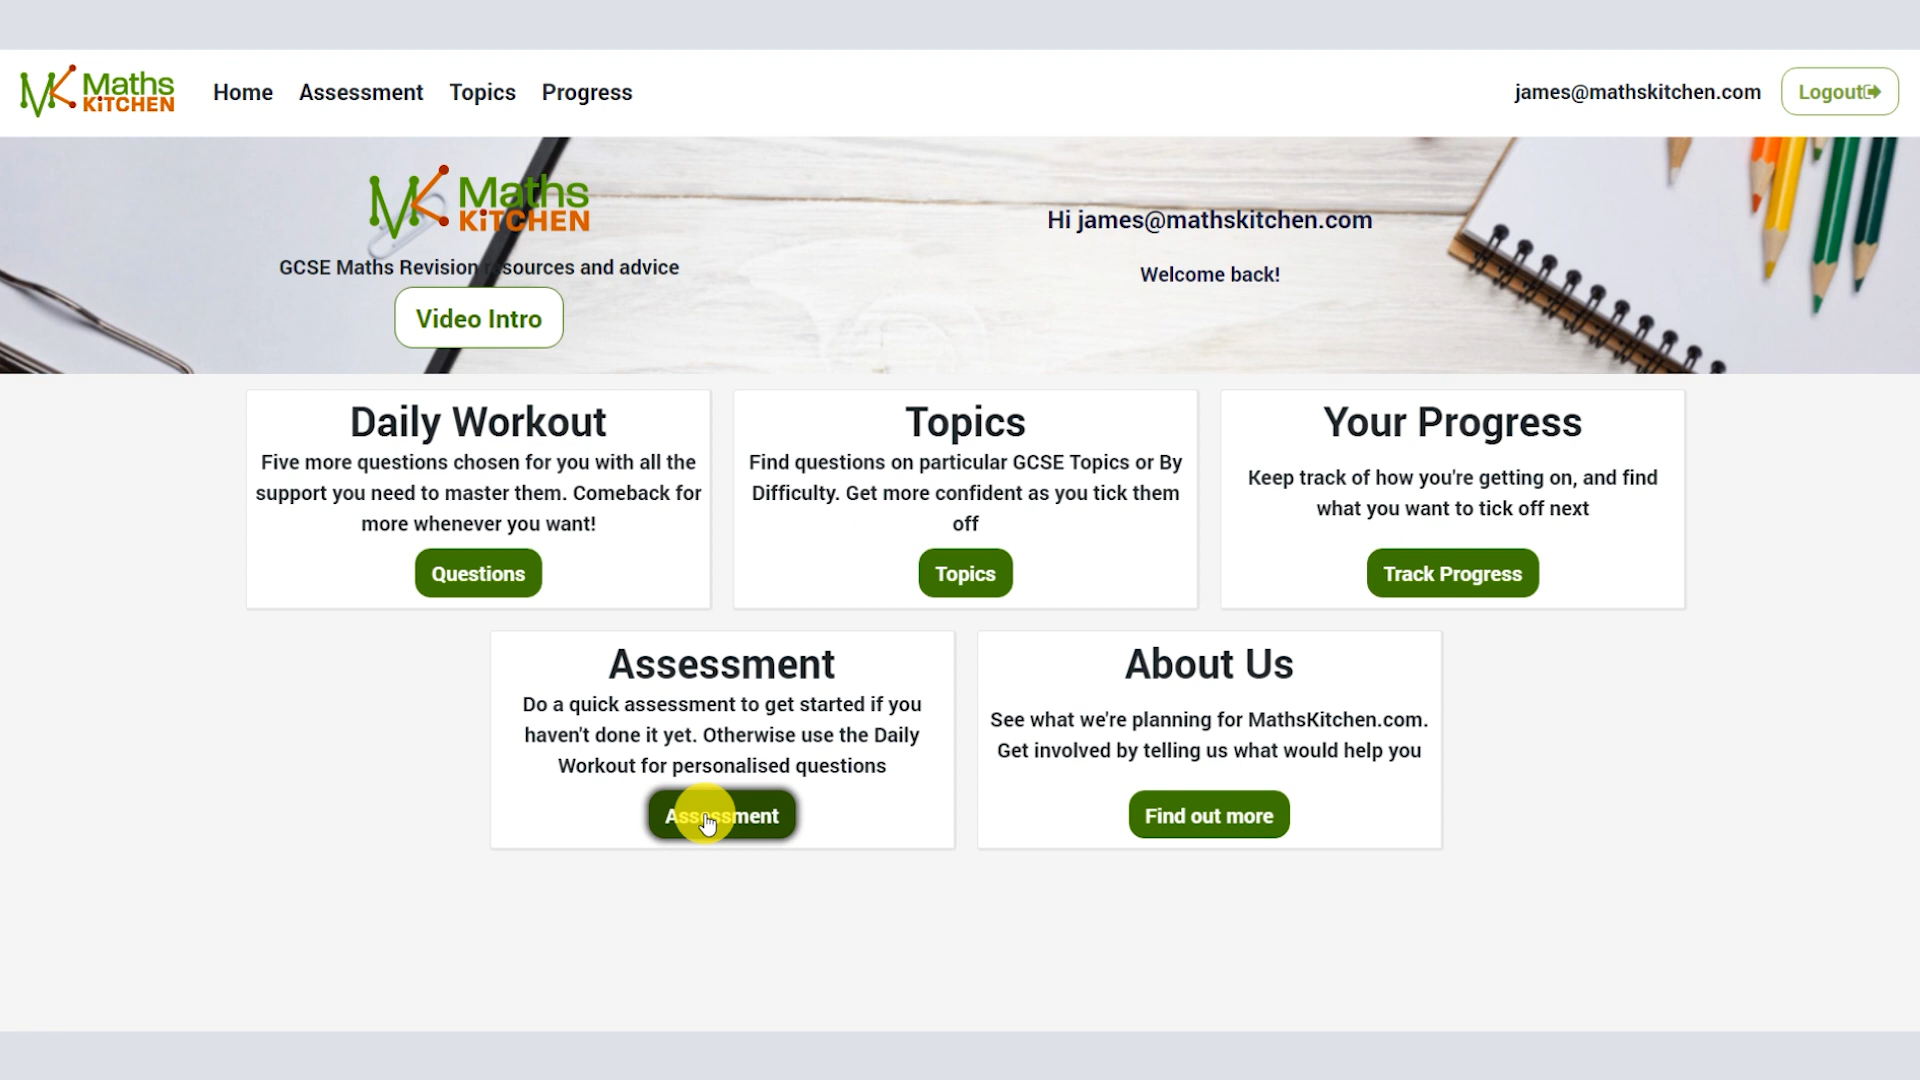 Maths KiTCHEN
Home Assessment Topics Progress
james@mathskitchen.com
Logout
Maths
KiTCHEN
GCSE Maths Revision resources and advice
Video Intro
Hi james@mathskitchen.com
Welcome back!
Daily Workout
Five more questions chosen for you with all the
support you need to master them. Comeback for
more whenever you want!
Questions
Topics
Find questions on particular GCSE Topics or By
Difficulty. Get more confident as you tick them
off
Topics
Your Progress
Keep track of how you're getting on, and find
what you want to tick off next
Track Progress
Assessment
Do a quick assessment to get started if you
haven't done it yet. Otherwise use the Daily
Workout for personalised questions
Assessment
About Us
See what we're planning for MathsKitchen.com.
Get involved by telling us what would help you
Find out more